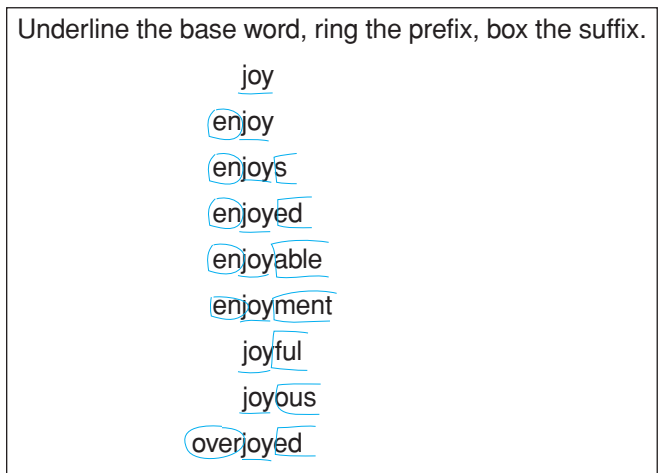 Underline the base word, ring the prefix, box the suffix.
joy
enjoy
enjoys
enjoyed
enjoyable
enjoyment
joyful
joyous
overjoyed